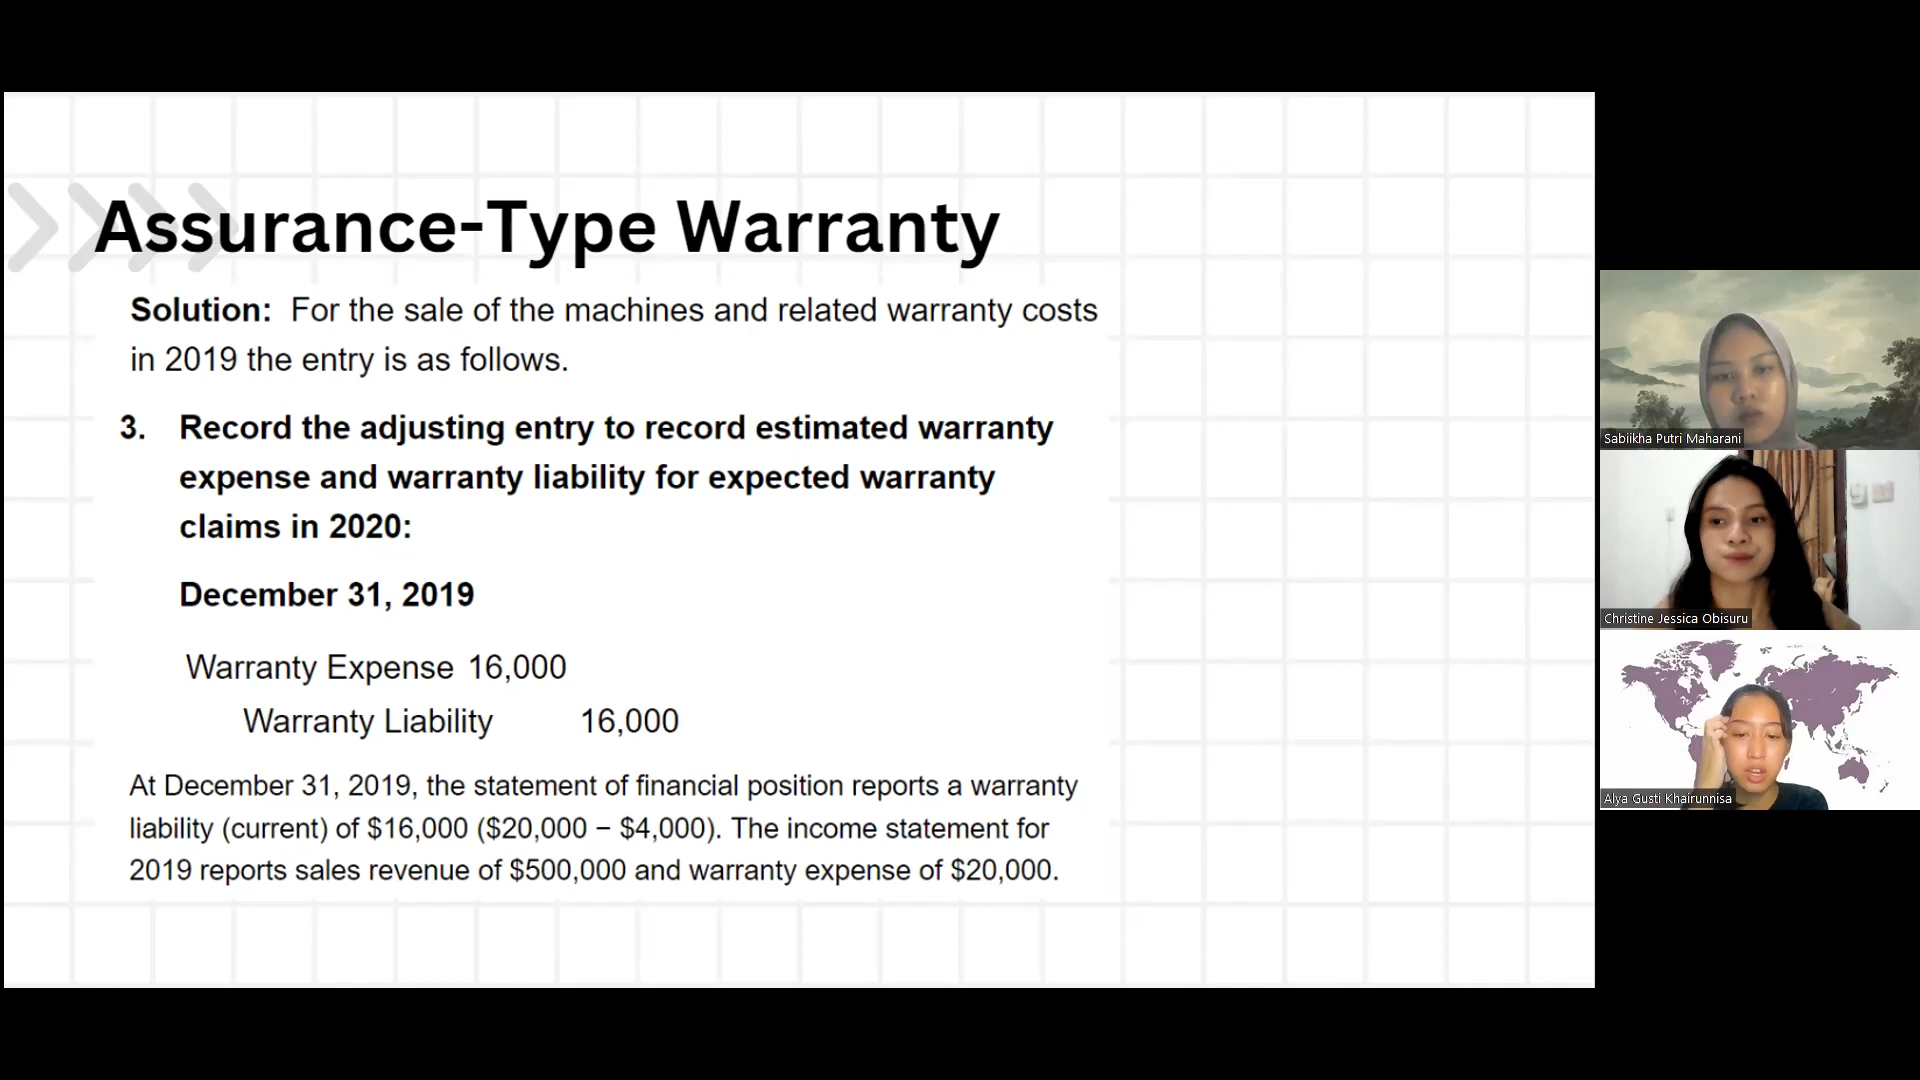 Assurance-Type Warranty
Solution: For the sale of the machines and related warranty costs
in 2019 the entry is as follows.
3. Record the adjusting entry to record estimated warranty
expense and warranty liability for expected warranty
claims in 2020:
December 31, 2019
Warranty Expense 16,000
Warranty Liability 16,000
At December 31, 2019, the statement of financial position reports a warranty
liability (current) of $16,000 ($20,000 − $4,000). The income statement for
2019 reports sales revenue of $500,000 and warranty expense of $20,000.
Sabiikha Putri Maharani
Christine Jessica Obisuru
Alya Gusti Khairunnisa